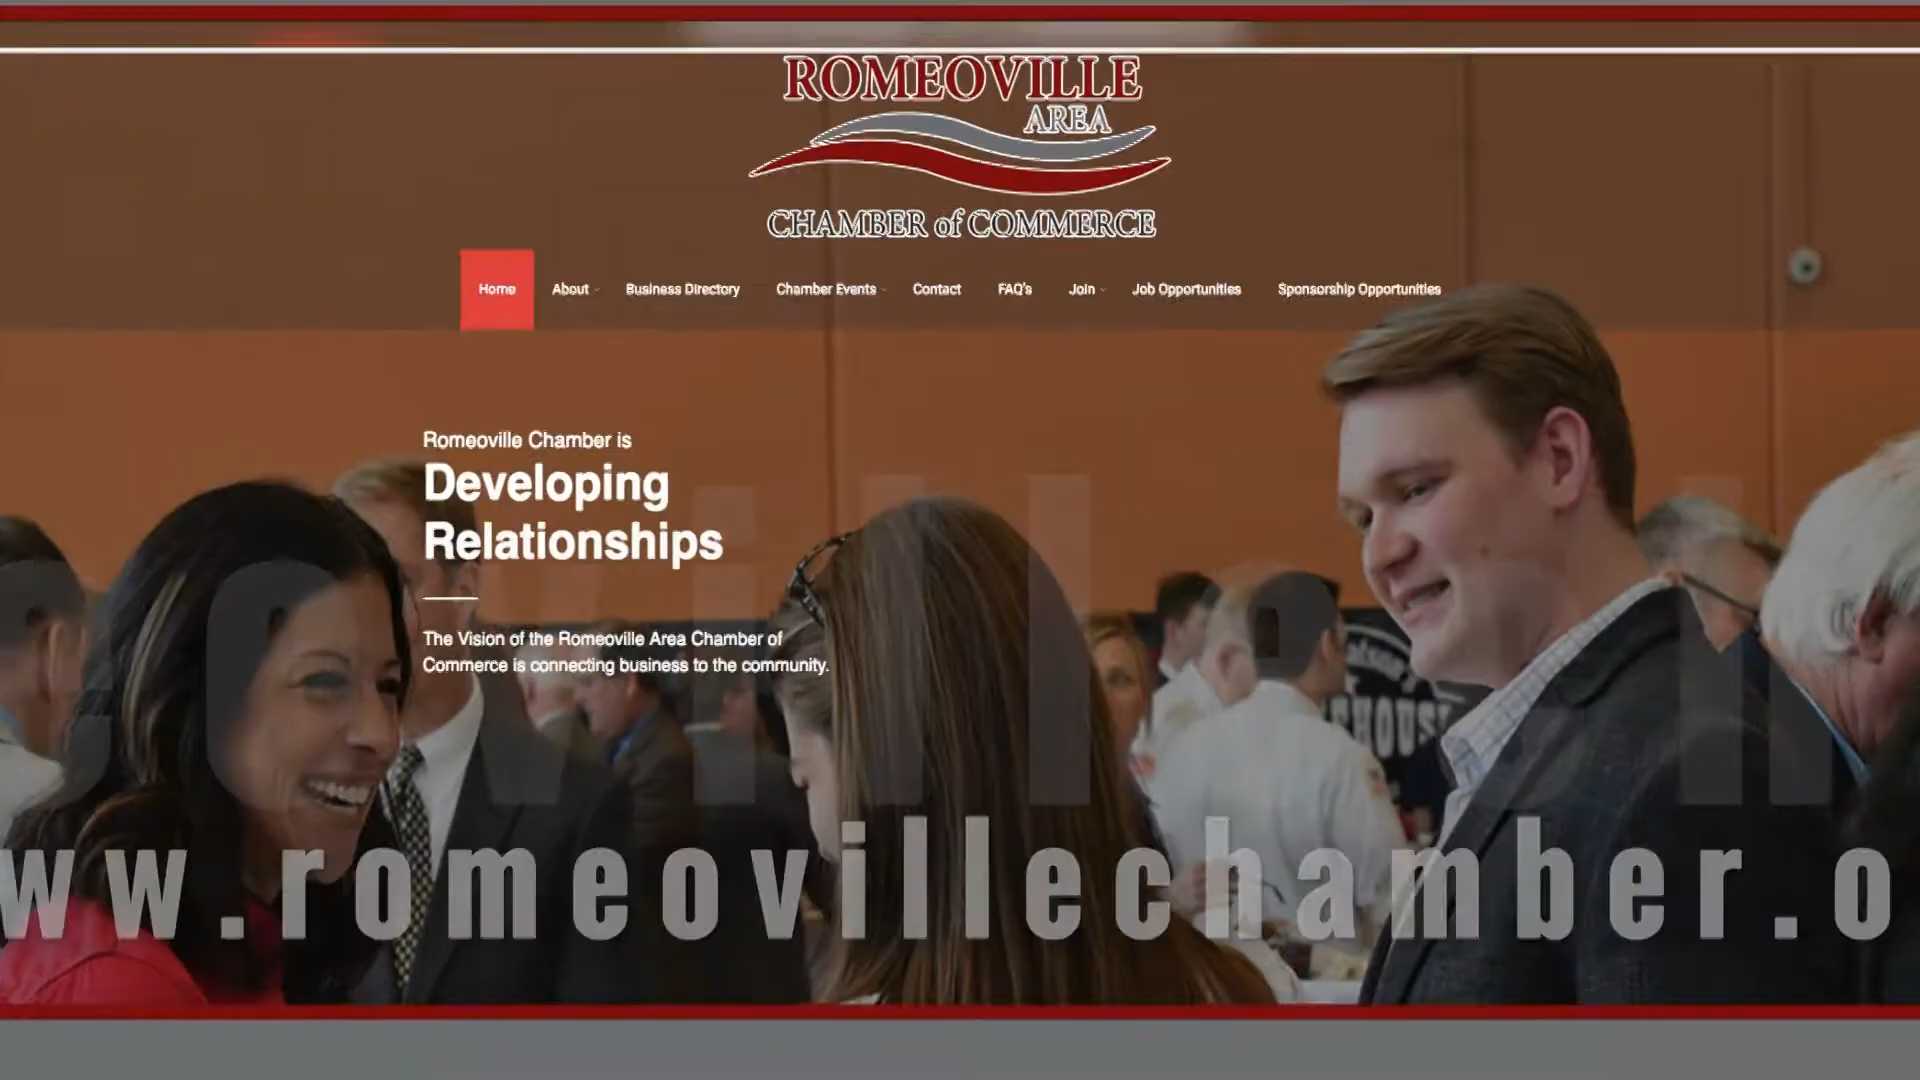 ROMEOVILLE
AREA
CHAMBER of COMMERCE
Home About Business Directory Chamber Events Contact FAQ's Join Job Opportunities Sponsorship Opportunities
Romeoville Chamber is
Developing
Relationships
The Vision of the Romeoville Area Chamber of
Commerce is connecting business to the community.
HOUS
ww.romeovillechamber.o